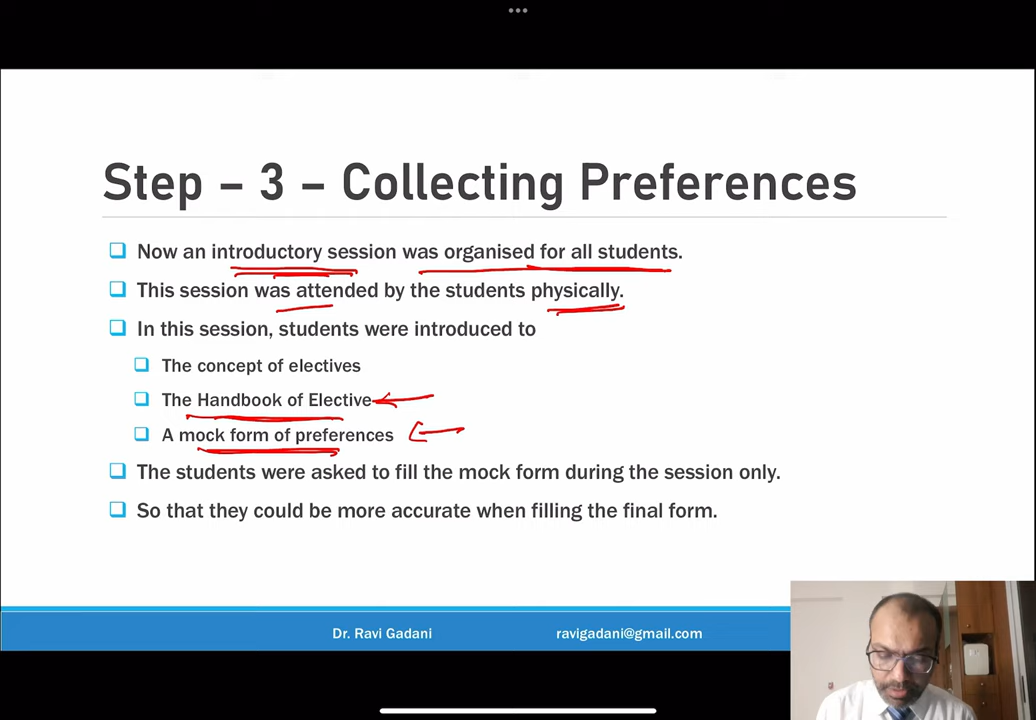 Step – 3 – Collecting Preferences
Now an introductory session was organised for all students.
This session was attended by the students physically.
In this session, students were introduced to
The concept of electives
The Handbook of Elective
A mock form of preferences
The students were asked to fill the mock form during the session only.
So that they could be more accurate when filling the final form.
Dr. Ravi Gadani ravigadani@gmail.com